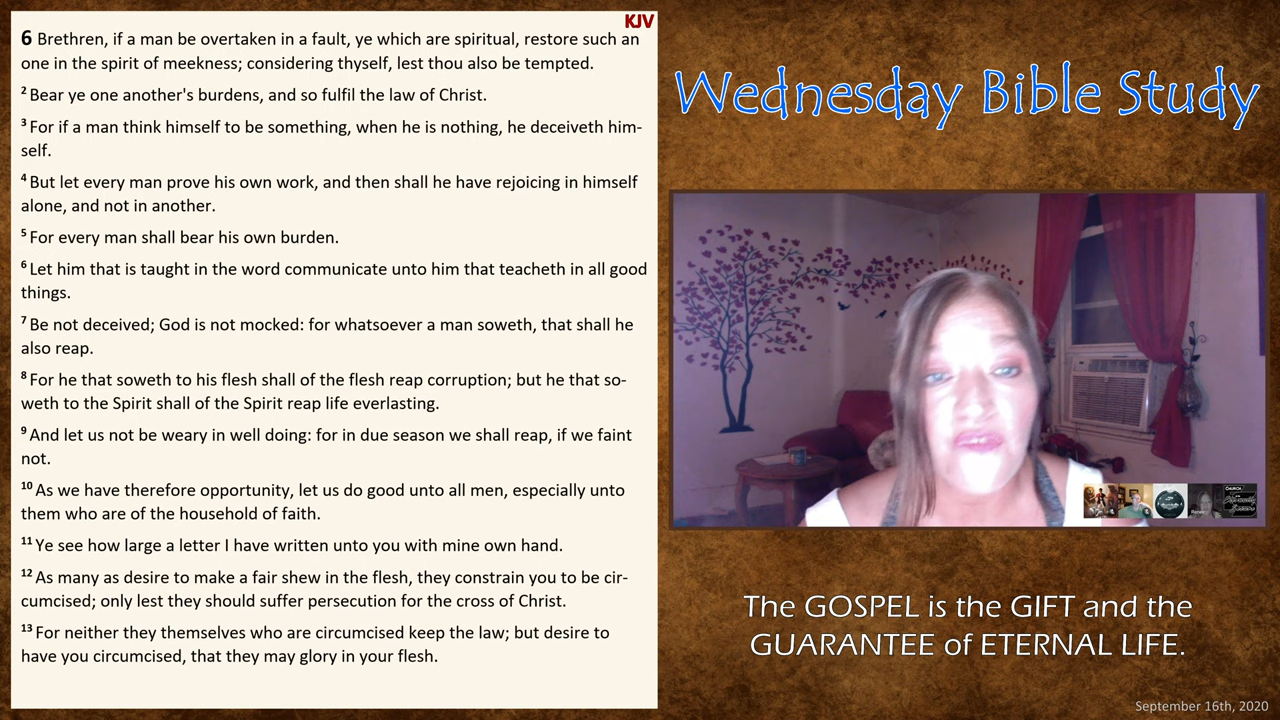 KJV
6 Brethren, if a man be overtaken in a fault, ye which are spiritual, restore such an
one in the spirit of meekness; considering thyself, lest thou also be tempted.
2 Bear ye one another's burdens, and so fulfil the law of Christ.
3 For if a man think himself to be something, when he is nothing, he deceiveth him-
self.
4 But let every man prove his own work, and then shall he have rejoicing in himself
alone, and not in another.
5 For every man shall bear his own burden.
6 Let him that is taught in the word communicate unto him that teacheth in all good
things.
7 Be not deceived; God is not mocked: for whatsoever a man soweth, that shall he
also reap.
8 For he that soweth to his flesh shall of the flesh reap corruption; but he that so-
weth to the Spirit shall of the Spirit reap life everlasting.
9 And let us not be weary in well doing: for in due season we shall reap, if we faint
not.
10 As we have therefore opportunity, let us do good unto all men, especially unto
them who are of the household of faith.
11 Ye see how large a letter I have written unto you with mine own hand.
12 As many as desire to make a fair shew in the flesh, they constrain you to be cir-
cumcised; only lest they should suffer persecution for the cross of Christ.
13 For neither they themselves who are circumcised keep the law; but desire to
have you circumcised, that they may glory in your flesh.
Wednesday Bible Study
The GOSPEL is the GIFT and the
GUARANTEE of ETERNAL LIFE.
September 16th, 2020